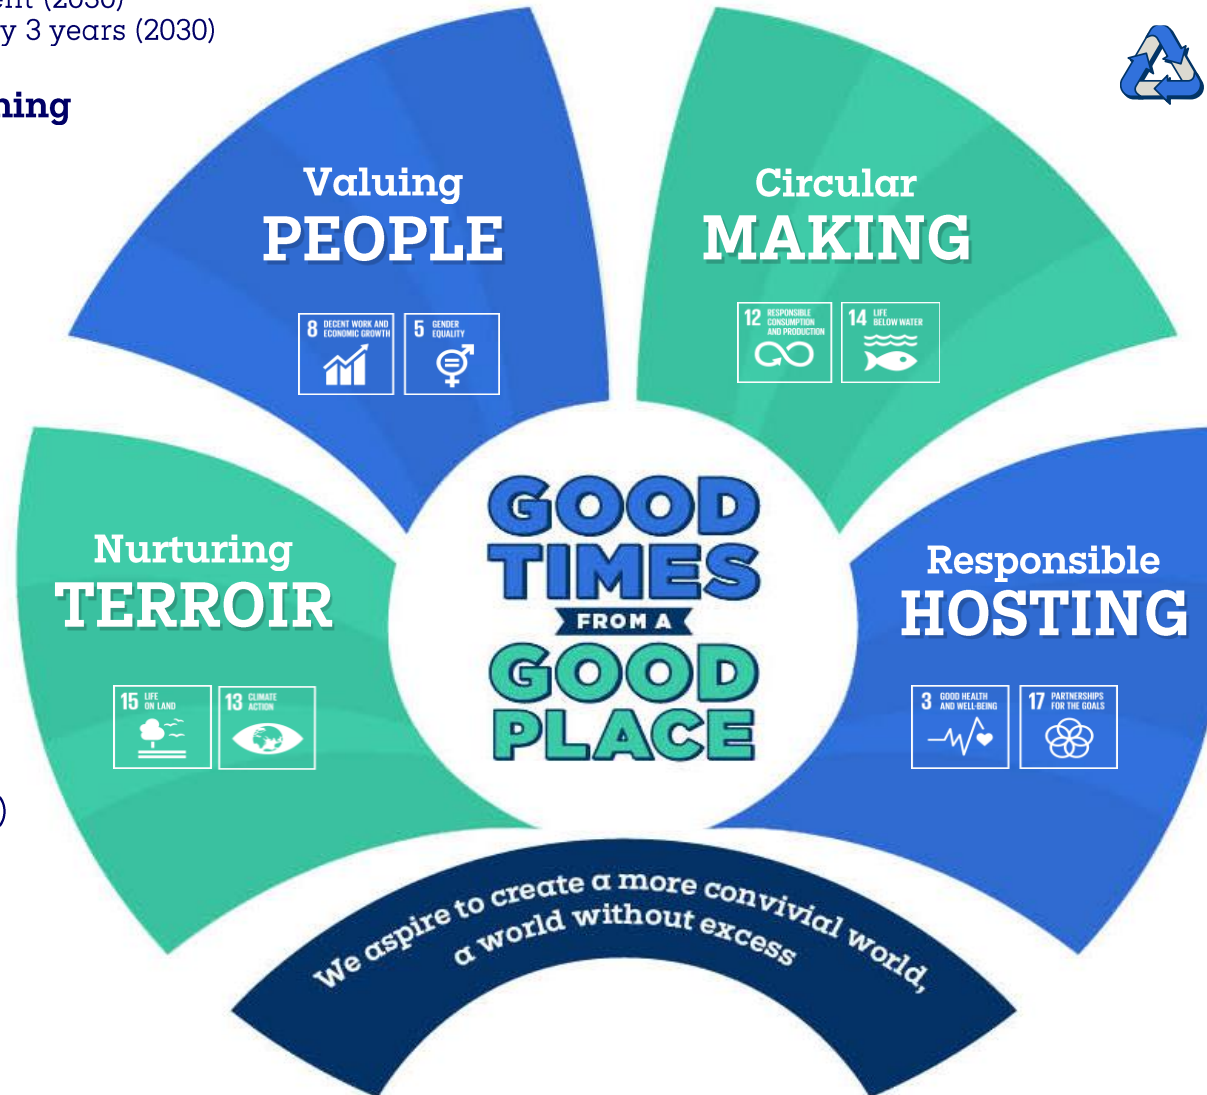 y 3 years (2030)
Valuing
PEOPLE
8 DECENT WORK AND
ECONOMIC GROWTH
5 GENDER
EQUALITY
Circular
MAKING
12 RESPONSIBLE
CONSUMPTION
AND PRODUCTION
14 LIFE
BELOW WATER
Nurturing
TERROIR
15 LIFE
ON LAND
13 CLIMATE
ACTION
GOOD
TIMES
FROM A
GOOD
PLACE
Responsible
HOSTING
3 GOOD HEALTH
AND WELL-BEING
17 PARTNERSHIPS
FOR THE GOALS
)
We aspire to create a more convivial world,
a world without excess